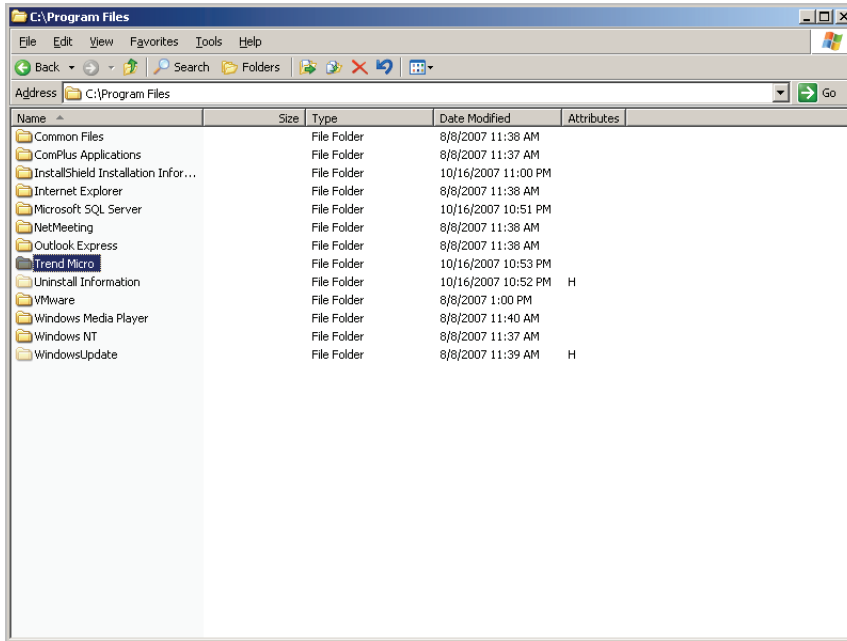 C:\Program Files
File Edit View Favorites Tools Help
Back Search Folders
Address C:\Program Files Go
Name Size Type Date Modified Attributes
Common Files File Folder 8/8/2007 11:38 AM
ComPlus Applications File Folder 8/8/2007 11:37 AM
InstallShield Installation Infor... File Folder 10/16/2007 11:00 PM
Internet Explorer File Folder 8/8/2007 11:38 AM
Microsoft SQL Server File Folder 10/16/2007 10:51 PM
NetMeeting File Folder 8/8/2007 11:38 AM
Outlook Express File Folder 8/8/2007 11:38 AM
Trend Micro File Folder 10/16/2007 10:53 PM
Uninstall Information File Folder 10/16/2007 10:52 PM H
VMware File Folder 8/8/2007 1:00 PM
Windows Media Player File Folder 8/8/2007 11:40 AM
Windows NT File Folder 8/8/2007 11:37 AM
WindowsUpdate File Folder 8/8/2007 11:39 AM H